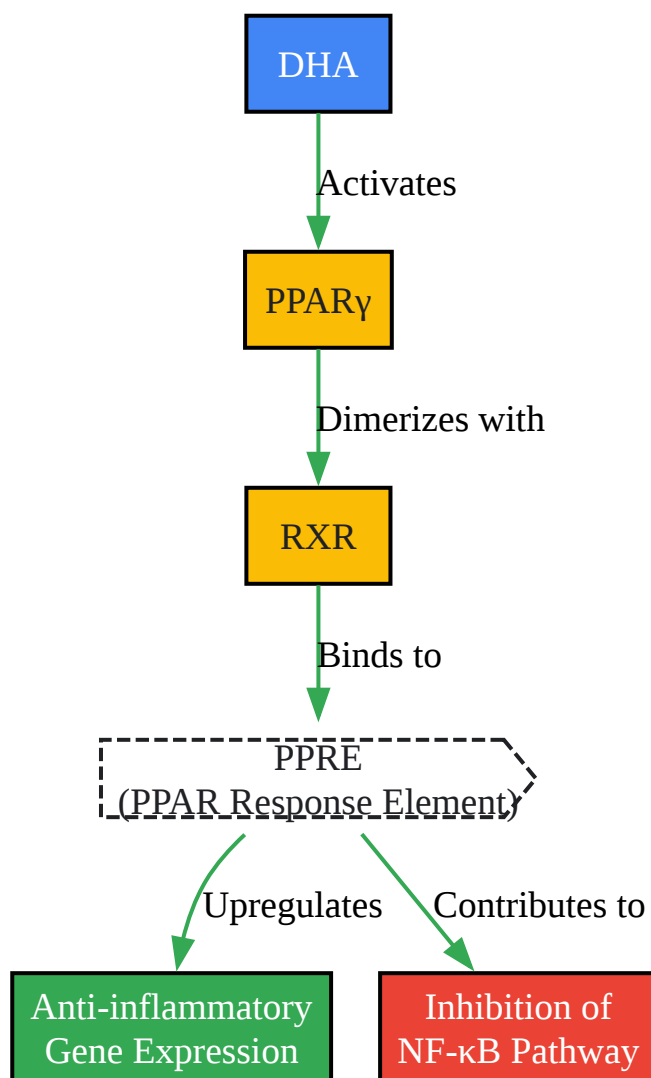 DHA
Activates
PPARγ
Dimerizes with
RXR
Binds to
PPRE
(PPAR Response Element)
Upregulates
Contributes to
Anti-inflammatory
Gene Expression
Inhibition of
NF-κB Pathway